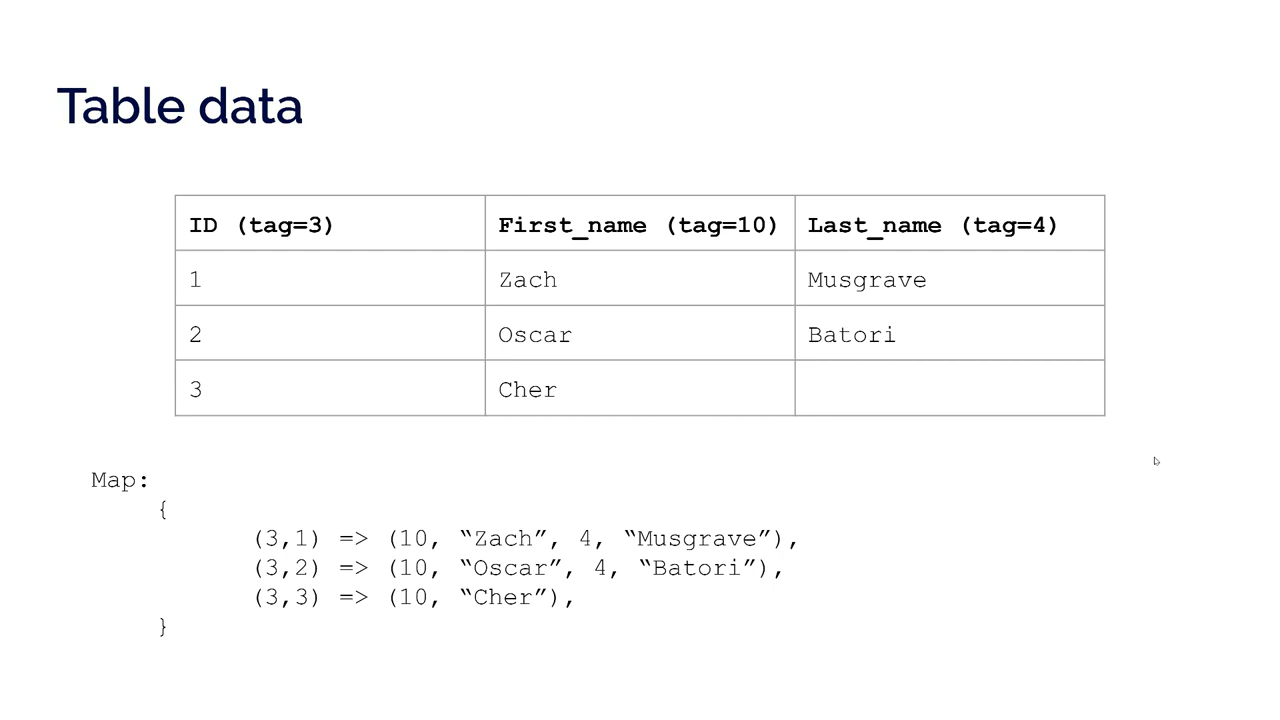 Table data
ID (tag=3) First_name (tag=10) Last_name (tag=4)
1 Zach Musgrave
2 Oscar Batori
3 Cher
Map:
{
(3,1) => (10, “Zach”, 4, “Musgrave”),
(3,2) => (10, “Oscar”, 4, “Batori”),
(3,3) => (10, “Cher”),
}